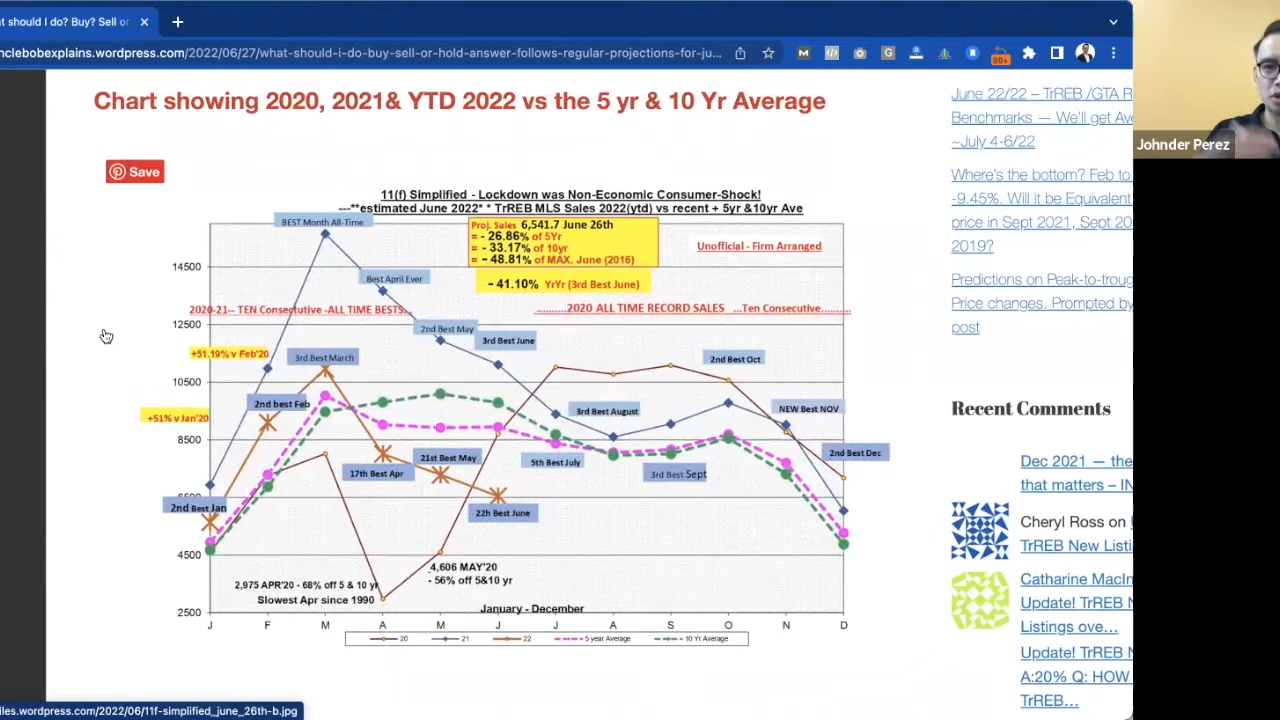 t should I do? Buy? Sell or
nclebobexplains.wordpress.com/2022/06/27/what-should-i-do-buy-sell-or-hold-answer-follows-regular-projections-for-ju...
99+
Johnder Perez
Chart showing 2020, 2021& YTD 2022 vs the 5 yr & 10 Yr Average
Save
11(f) Simplified - Lockdown was Non-Economic Consumer-Shock!
---**estimated June 2022* * TrREB MLS Sales 2022(ytd) vs recent + 5yr &10yr Ave
BEST Month All-Time
Proj. Sales 6,541.7 June 26th
= - 26.86% of 5Yr
= - 33.17% of 10yr
= - 48.81% of MAX. June (2016)
- 41.10% YrYr (3rd Best June)
Unofficial - Firm Arranged
Best April Ever
2020-21-- TEN Consecutive -ALL TIME BESTS...
.........2020 ALL TIME RECORD SALES ...Ten Consecutive.........
2nd Best May
3rd Best June
+51.19% v Feb'20
3rd Best March
2nd Best Oct
2nd best Feb
+51% v Jan'20
3rd Best August
NEW Best NOV
17th Best Apr
21st Best May
5th Best July
3rd Best Sept
2nd Best Dec
2nd Best Jan
22h Best June
2,975 APR'20 - 68% off 5 & 10 yr
Slowest Apr since 1990
4,606 MAY'20
- 56% off 5&10 yr
January - December
14500
12500
10500
8500
6500
4500
2500
J F M A M J J A S O N D
20 21 22 5 year Average 10 Yr Average
June 22/22 – TrREB /GTA R
Benchmarks — We'll get Ave
~July 4-6/22
Where's the bottom? Feb to
-9.45%. Will it be Equivalent
price in Sept 2021, Sept 20
2019?
Predictions on Peak-to-troug
Price changes. Prompted by
post
Recent Comments
Dec 2021 — the
that matters – IN
Cheryl Ross on
TrREB New Listi
Catharine MacIn
Update! TrREB N
Listings ove…
Update! TrREB N
A:20% Q: HOW
TrREB…
iles.wordpress.com/2022/06/11f-simplified_june_26th-b.jpg